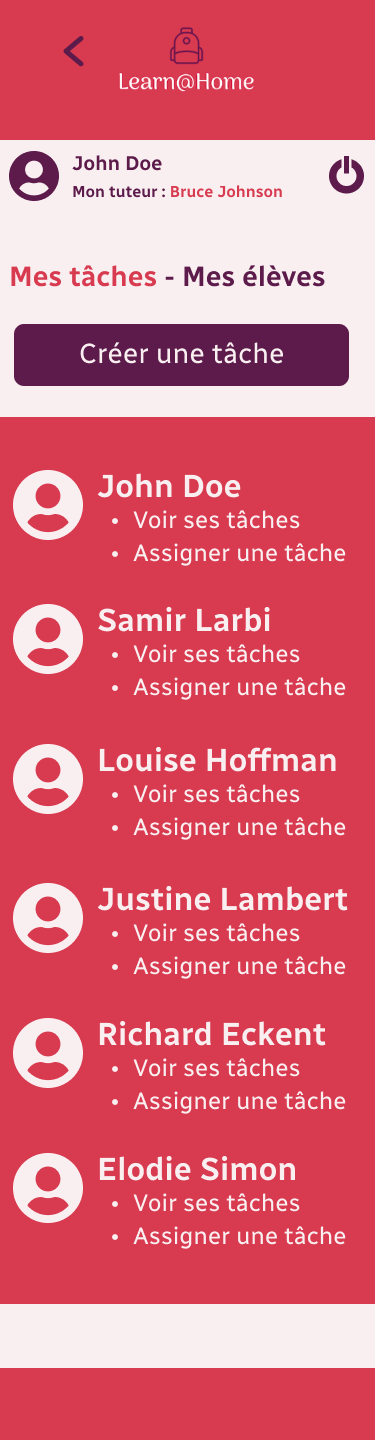 Learn@Home
John Doe
Mon tuteur : Bruce Johnson
Mes tâches - Mes élèves
Créer une tâche
John Doe
• Voir ses tâches
• Assigner une tâche
Samir Larbi
• Voir ses tâches
• Assigner une tâche
Louise Hoffman
• Voir ses tâches
• Assigner une tâche
Justine Lambert
• Voir ses tâches
• Assigner une tâche
Richard Eckent
• Voir ses tâches
• Assigner une tâche
Elodie Simon
• Voir ses tâches
• Assigner une tâche